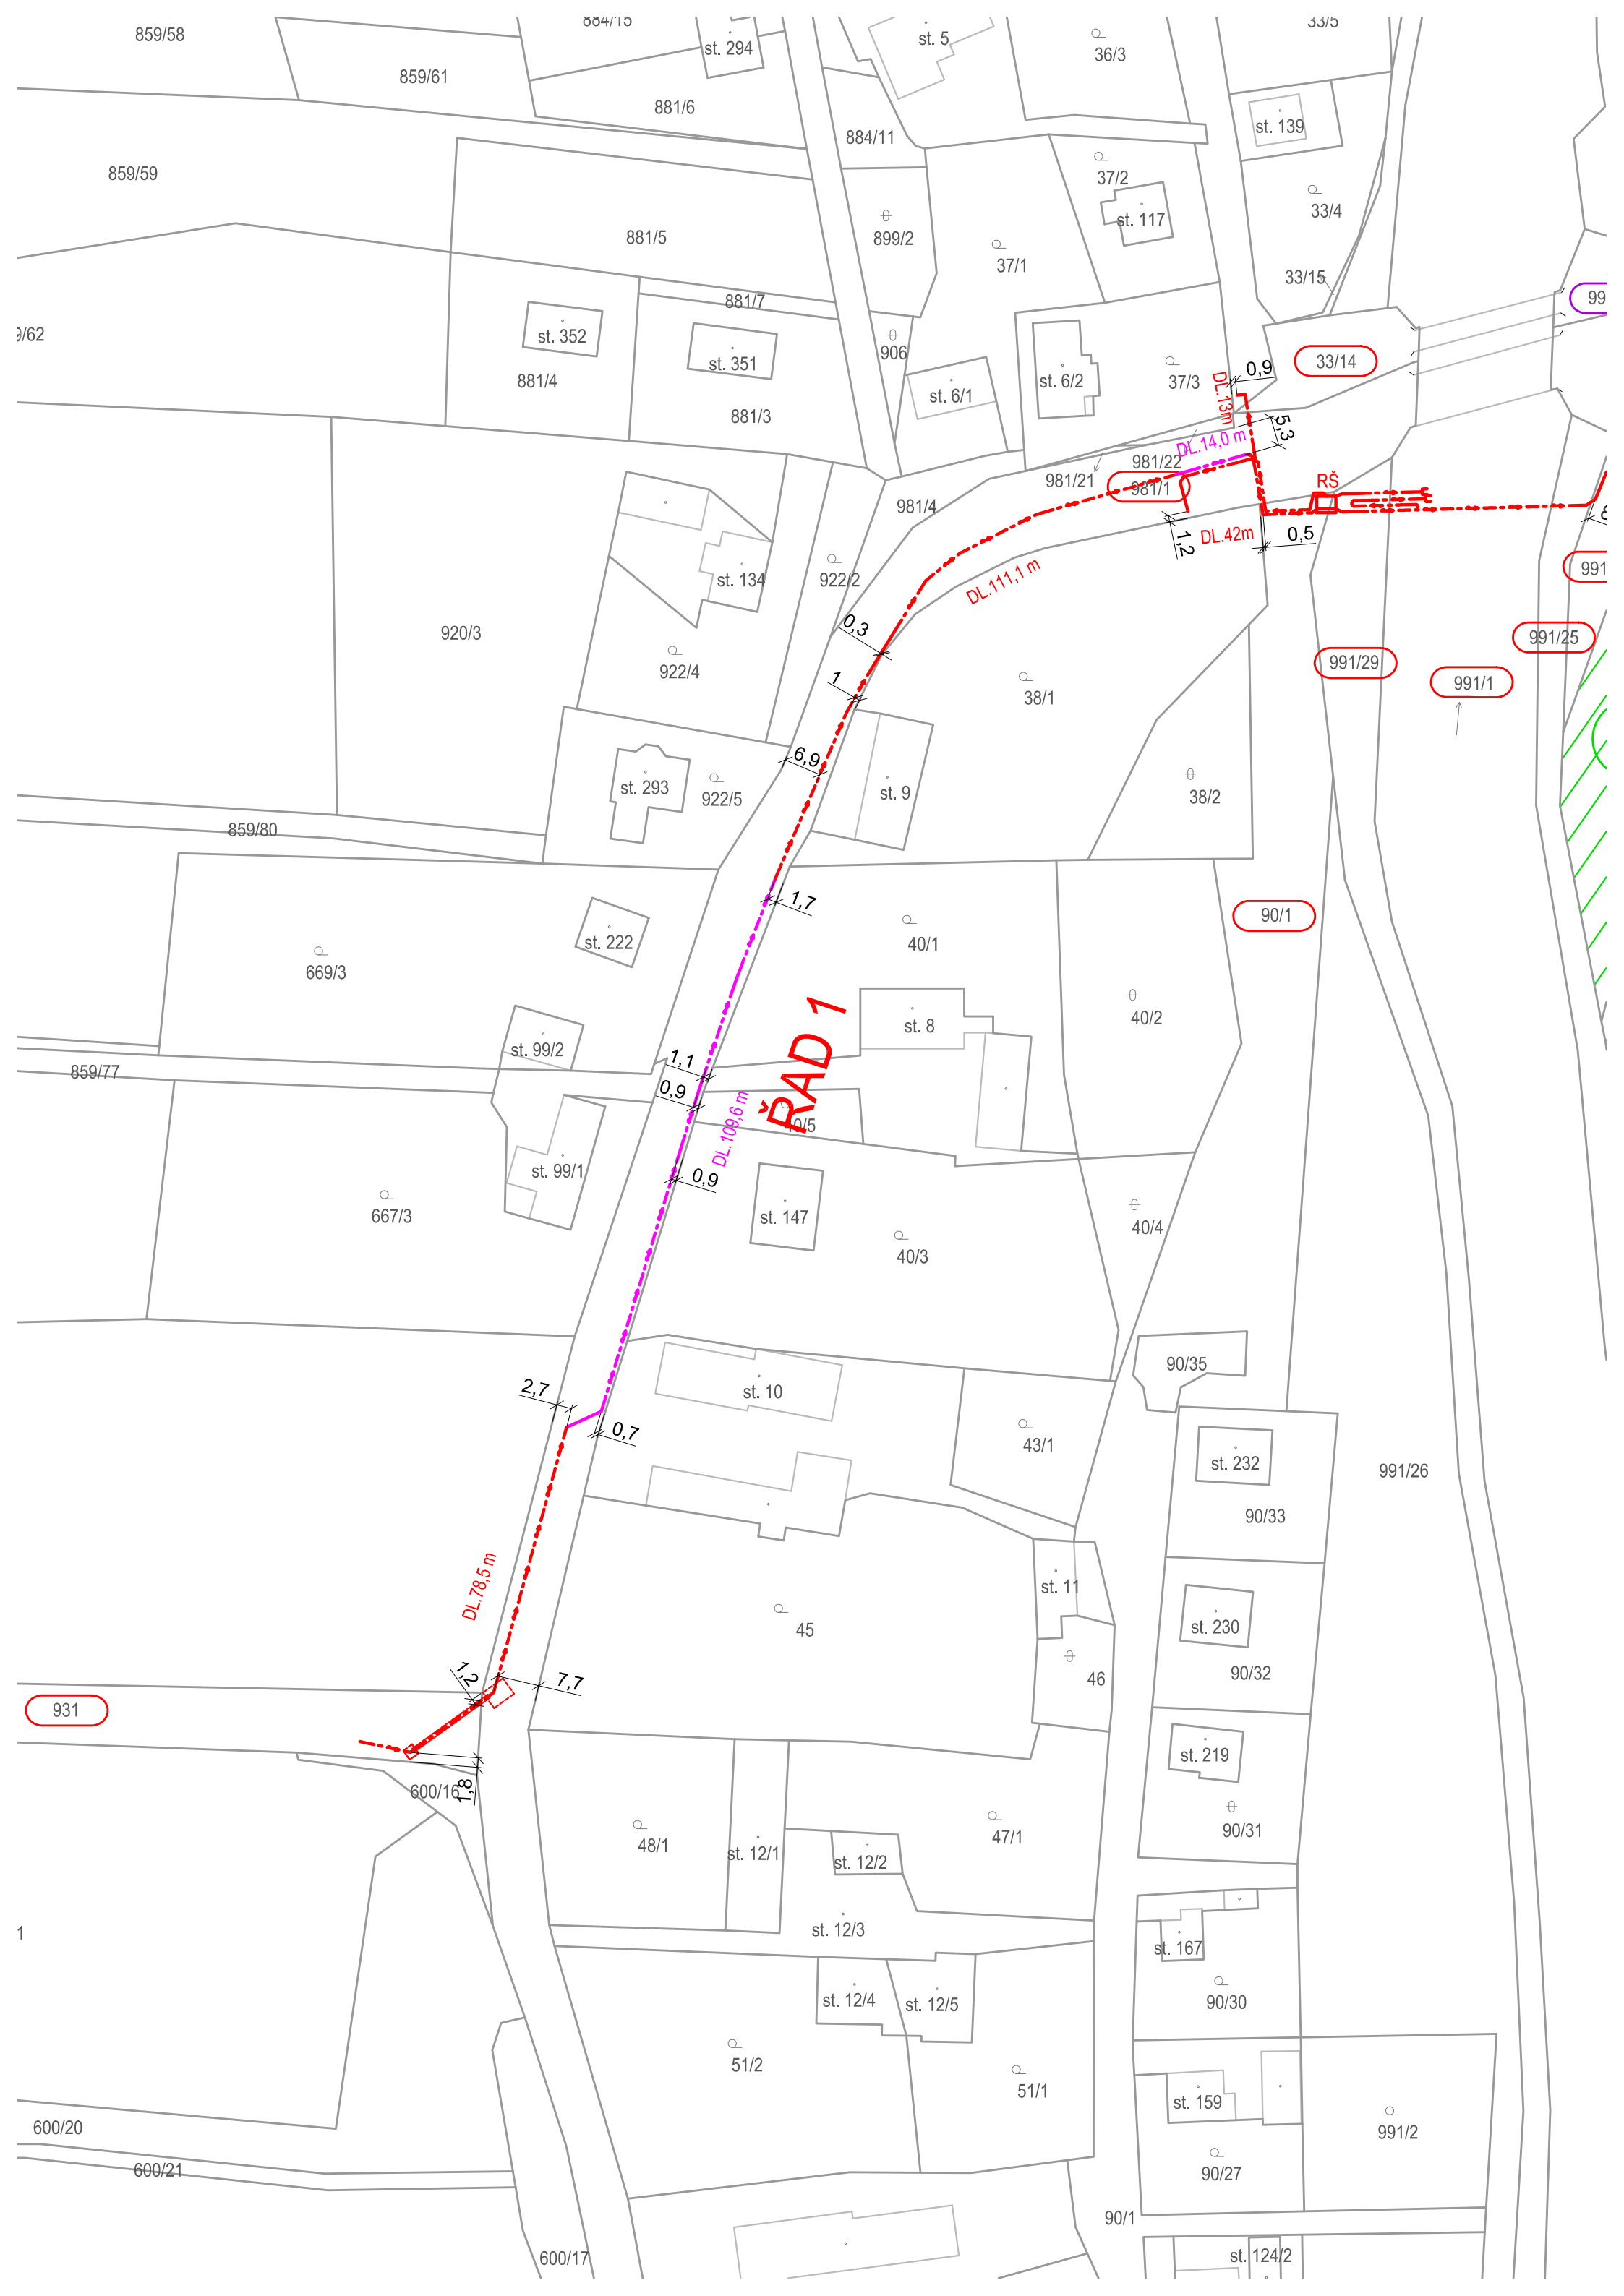 859/58
884/15
st. 294
st. 5
36/3
33/5
859/61
881/6
884/11
st. 139
859/59
37/2
st. 117
33/4
881/5
899/2
37/1
33/15
881/7
99
9/62
st. 352
st. 351
906
st. 6/1
st. 6/2
37/3
33/14
0,9
DL.13m
881/4
881/3
5,3
DL.14,0 m
981/22
981/21
981/1
981/4
RŠ
DL.42m
0,5
1,2
8
st. 134
922/2
DL.111,1 m
991
920/3
0,3
991/25
922/4
1
38/1
991/29
991/1
6,9
st. 293
922/5
st. 9
38/2
859/80
1,7
90/1
st. 222
40/1
669/3
ŘAD 1
st. 8
40/2
st. 99/2
859/77
1,1
0,9
DL.109,6 m
40/5
st. 99/1
0,9
667/3
st. 147
40/3
40/4
90/35
2,7
st. 10
0,7
43/1
st. 232
991/26
90/33
DL.78,5 m
st. 11
45
st. 230
46
90/32
1,2
7,7
931
st. 219
600/16
1,8
48/1
47/1
90/31
st. 12/1
st. 12/2
1
st. 12/3
st. 167
st. 12/4
st. 12/5
90/30
51/2
51/1
st. 159
600/20
991/2
600/21
90/27
90/1
600/17
st. 124/2